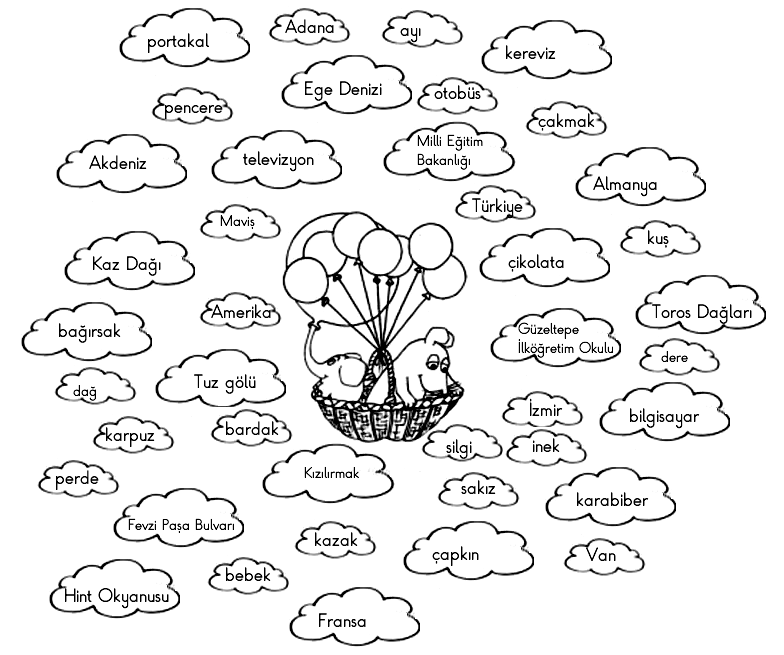 portakal
Adana
ayı
kereviz
Ege Denizi
otobüs
pencere
çakmak
Akdeniz
televizyon
Milli Eğitim
Bakanlığı
Almanya
Türkiye
Maviş
kuş
Kaz Dağı
çikolata
Amerika
Toros Dağları
bağırsak
Güzeltepe
İlköğretim Okulu
dere
dağ
Tuz gölü
İzmir
bilgisayar
karpuz
bardak
silgi
inek
perde
Kızılırmak
sakız
karabiber
Fevzi Paşa Bulvarı
kazak
çapkın
Van
bebek
Hint Okyanusu
Fransa